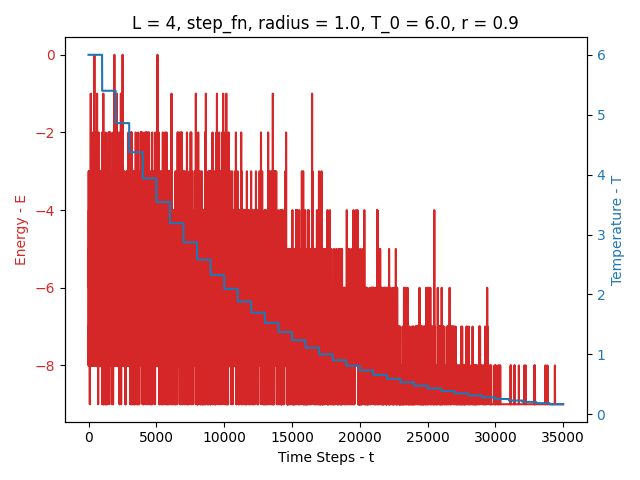 L = 4, step_fn, radius = 1.0, T_0 = 6.0, r = 0.9
Energy - E
0
−2
−4
−6
−8
6
5
4
3
2
1
0
Temperature - T
0 5000 10000 15000 20000 25000 30000 35000
Time Steps - t